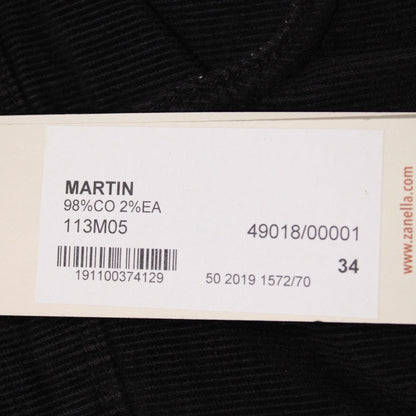 MARTIN
98%CO 2%EA
113M05
49018/00001
34
191100374129
50 2019 1572/70
www.zanella.com